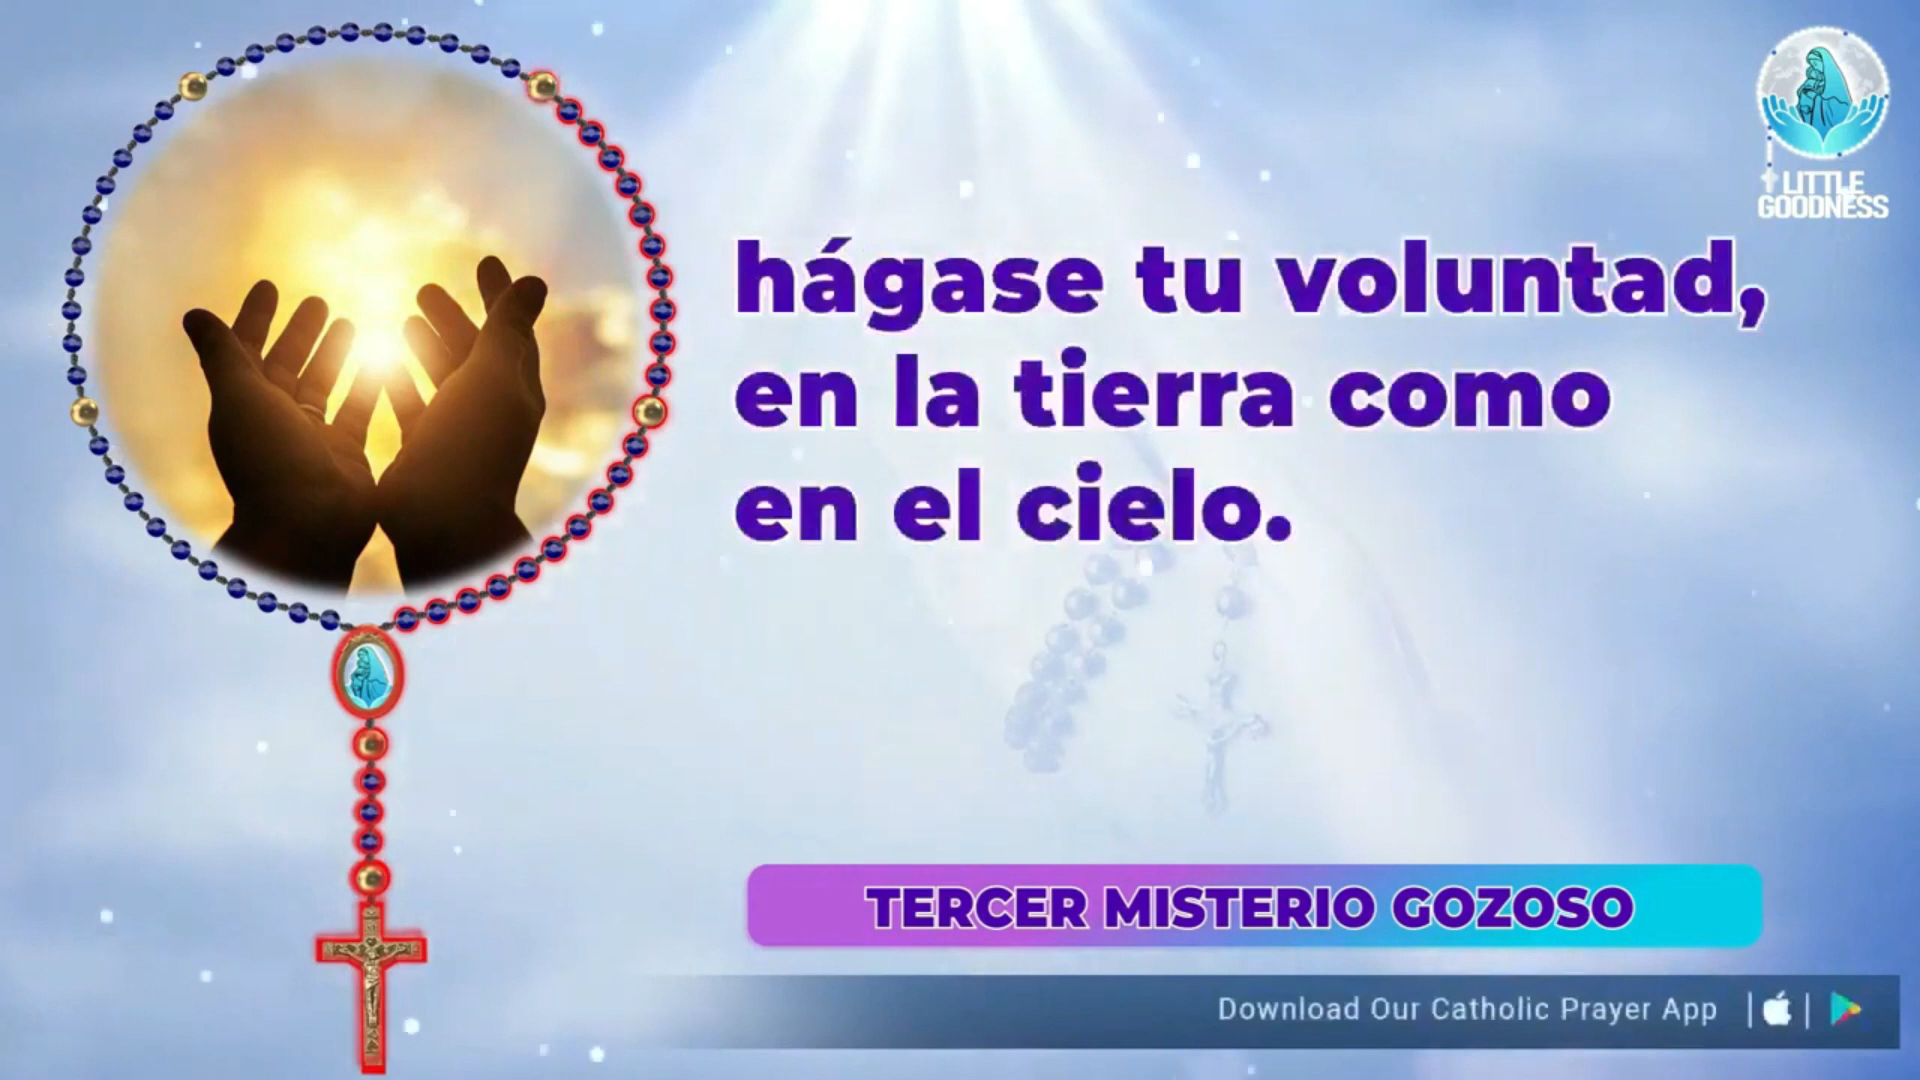 LITTLE
GOODNESS
hágase tu voluntad,
en la tierra como
en el cielo.
TERCER MISTERIO GOZOSO
Download Our Catholic Prayer App